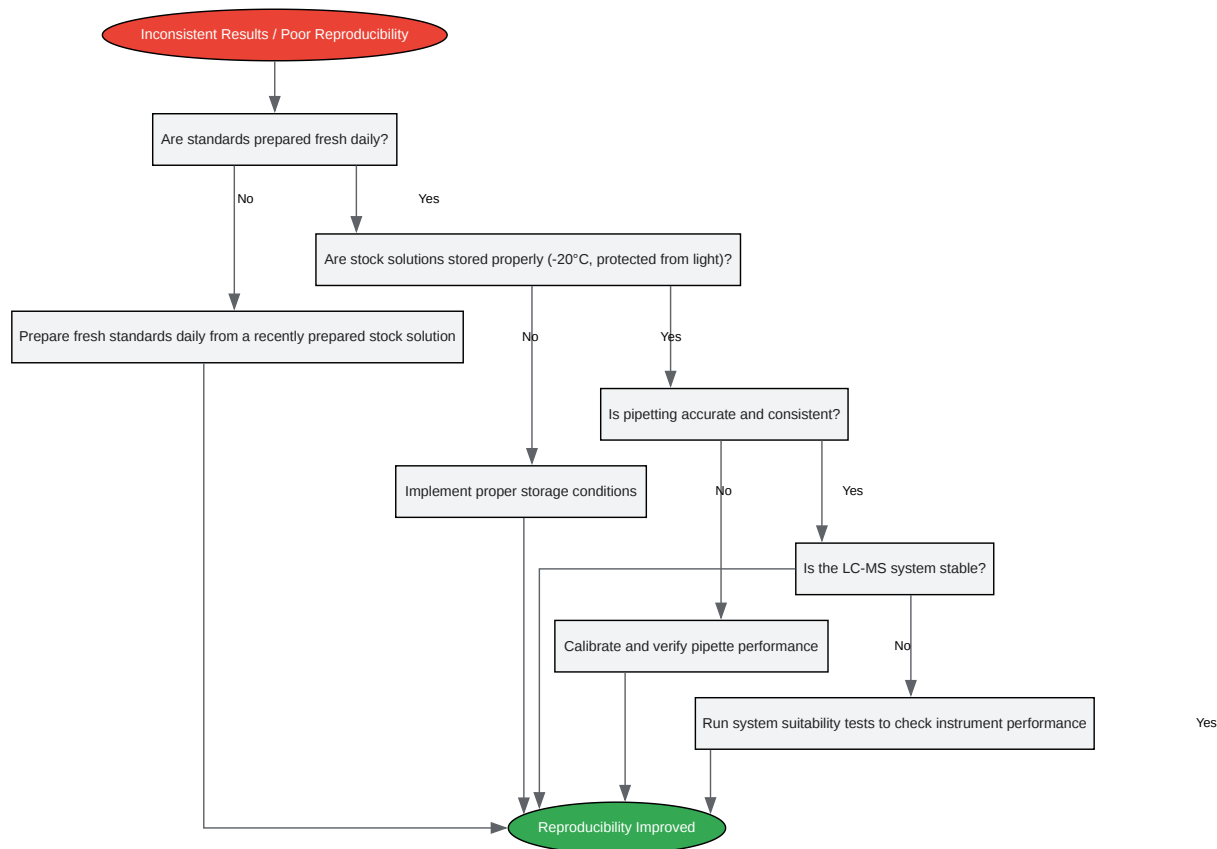 Inconsistent Results / Poor Reproducibility
Are standards prepared fresh daily?
No
Yes
Are stock solutions stored properly (-20°C, protected from light)?
Prepare fresh standards daily from a recently prepared stock solution
No
Yes
Is pipetting accurate and consistent?
Implement proper storage conditions
No
Yes
Is the LC-MS system stable?
Calibrate and verify pipette performance
No
Run system suitability tests to check instrument performance
Yes
Reproducibility Improved